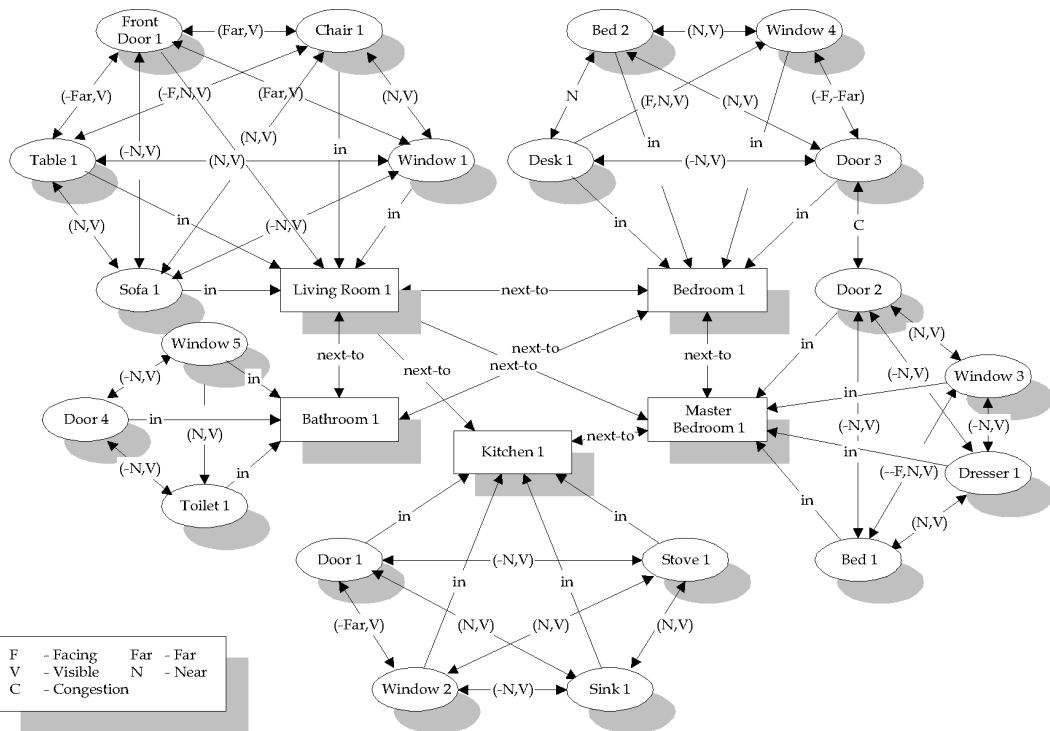 Front
Door 1
(Far,V)
Chair 1
Bed 2
(N,V)
Window 4
(-Far,V)
(-F,N,V)
(Far,V)
(N,V)
N
(F,N,V)
(N,V)
(-F,-Far)
(N,V)
in
in
in
Table 1
(-N,V)
(N,V)
Window 1
Desk 1
(-N,V)
Door 3
(N,V)
in
(-N,V)
in
in
in
C
Sofa 1
in
Living Room 1
next-to
Bedroom 1
Door 2
Window 5
next-to
next-to
next-to
next-to
next-to
in
(N,V)
(-N,V)
in
(-N,V)
Window 3
in
Door 4
in
Bathroom 1
Master
Bedroom 1
(-N,V)
(-N,V)
(N,V)
next-to
Kitchen 1
in
(-N,V)
in
(--F,N,V)
Dresser 1
Toilet 1
in
in
in
(N,V)
Door 1
(-N,V)
Stove 1
Bed 1
in
in
(-Far,V)
(N,V)
(N,V)
(N,V)
Window 2
(-N,V)
Sink 1
F - Facing Far - Far
V - Visible N - Near
C - Congestion